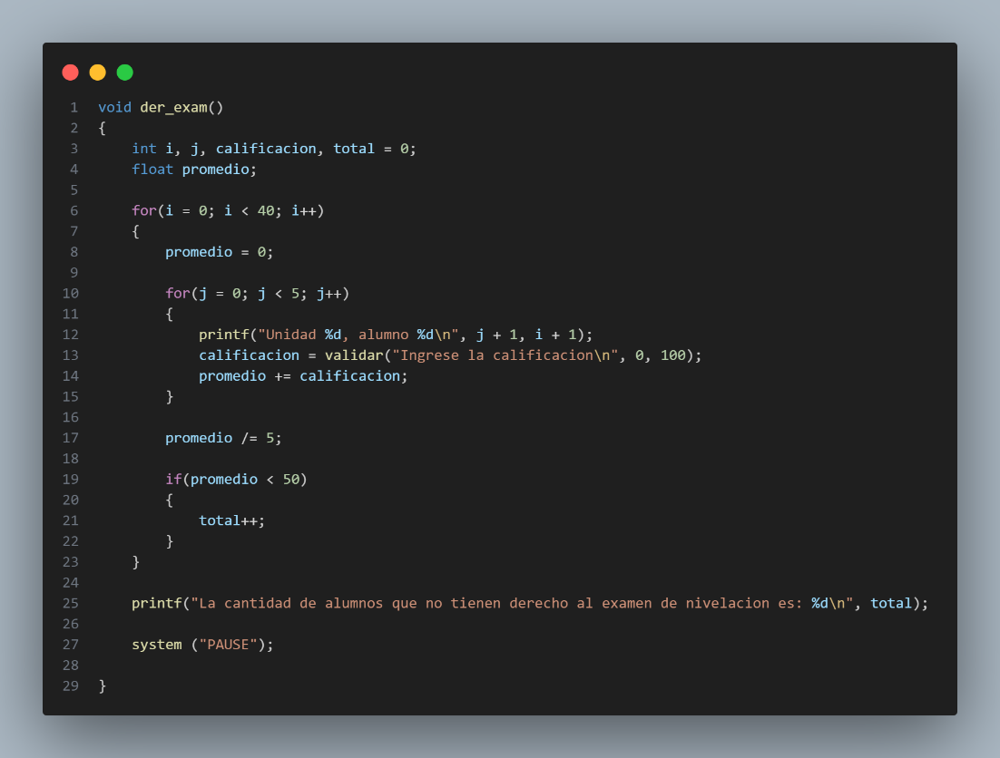 1 void der_exam()
2 {
3     int i, j, calificacion, total = 0;
4     float promedio;
5
6     for(i = 0; i < 40; i++)
7     {
8         promedio = 0;
9
10         for(j = 0; j < 5; j++)
11         {
12             printf("Unidad %d, alumno %d\n", j + 1, i + 1);
13             calificacion = validar("Ingrese la calificacion\n", 0, 100);
14             promedio += calificacion;
15         }
16
17         promedio /= 5;
18
19         if(promedio < 50)
20         {
21             total++;
22         }
23     }
24
25     printf("La cantidad de alumnos que no tienen derecho al examen de nivelacion es: %d\n", total);
26
27     system ("PAUSE");
28
29 }